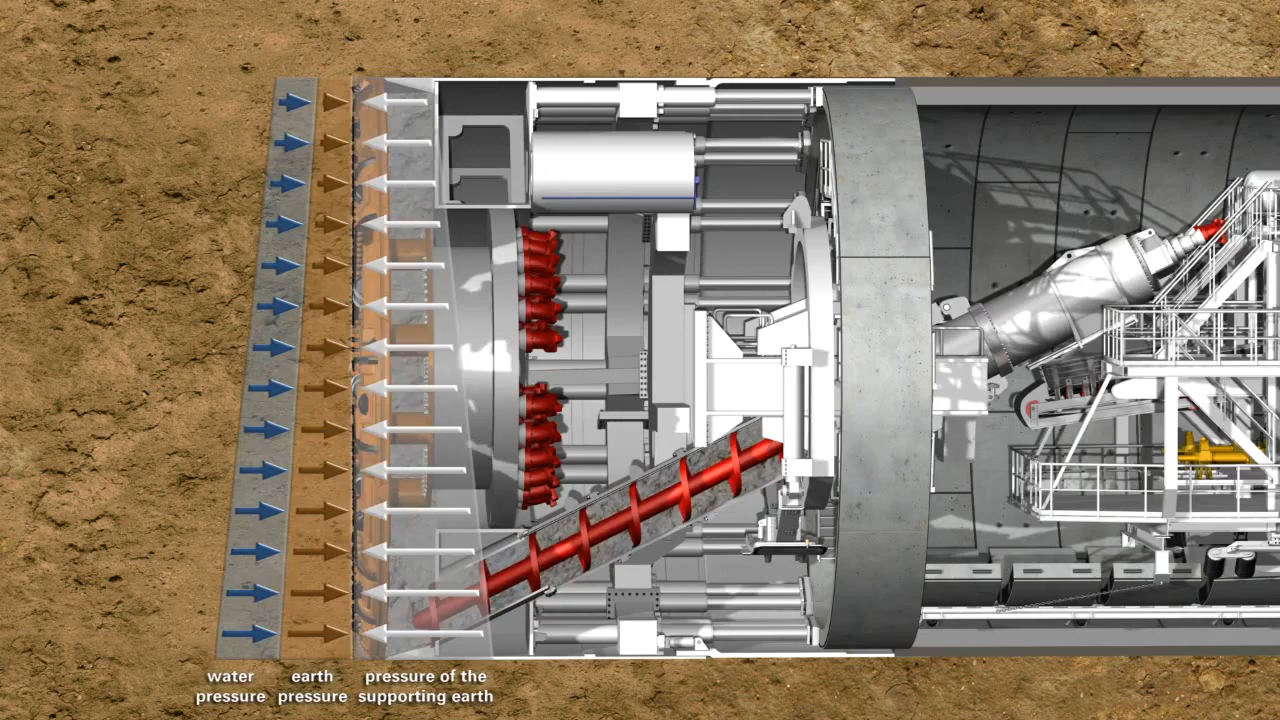 water
pressure
earth
pressure
pressure of the
supporting earth